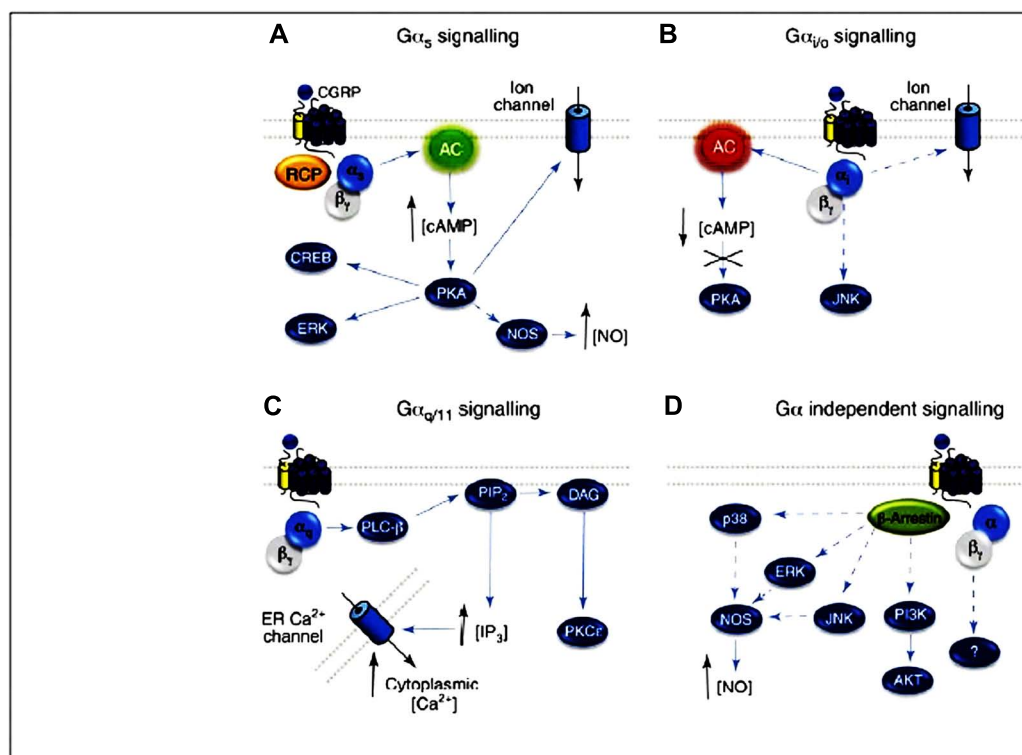 A
Gαs signalling
CGRP
Ion
channel
AC
RCP
αs
βγ
[cAMP]
CREB
PKA
ERK
NOS
[NO]
B
Gαi/o signalling
Ion
channel
AC
αi
βγ
[cAMP]
PKA
JNK
C
Gαq/11 signalling
PIP2
DAG
αq
PLC-β
βγ
ER Ca2+
channel
[IP3]
PKCε
Cytoplasmic
[Ca2+]
D
Gα independent signalling
p38
β-Arrestin
α
βγ
ERK
NOS
JNK
PI3K
?
[NO]
AKT